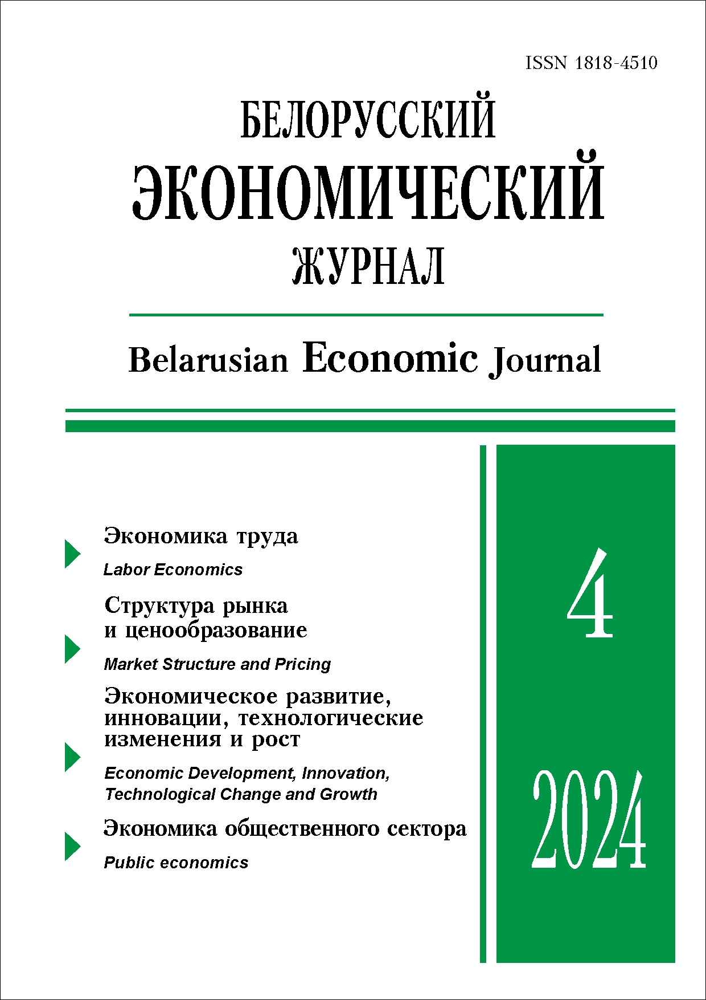 ISSN 1818-4510
БЕЛОРУССКИЙ
ЭКОНОМИЧЕСКИЙ
ЖУРНАЛ
Belarusian Economic Journal
Экономика труда
Labor Economics
Структура рынка
и ценообразование
Market Structure and Pricing
Экономическое развитие,
инновации, технологические
изменения и рост
Economic Development, Innovation,
Technological Change and Growth
Экономика общественного сектора
Public economics
4
2024